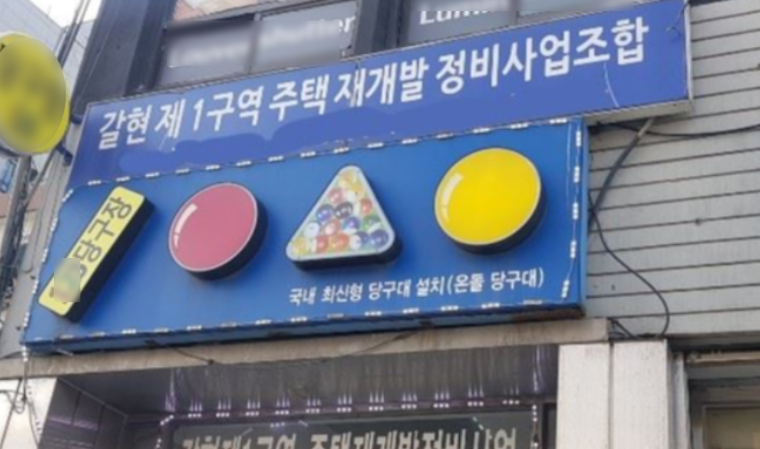 갈현 제 1구역 주택 재개발 정비사업조합
당구장
국내 최신형 당구대 설치(온돌 당구대)
갈현제1구역 주택재개발정비사업